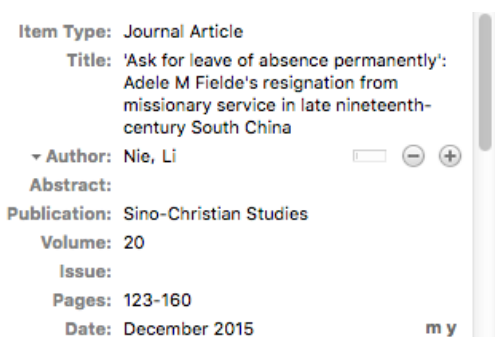 Item Type: Journal Article
Title: 'Ask for leave of absence permanently':
Adele M Fielde's resignation from
missionary service in late nineteenth-
century South China
Author: Nie, Li
Abstract:
Publication: Sino-Christian Studies
Volume: 20
Issue:
Pages: 123-160
Date: December 2015 m y